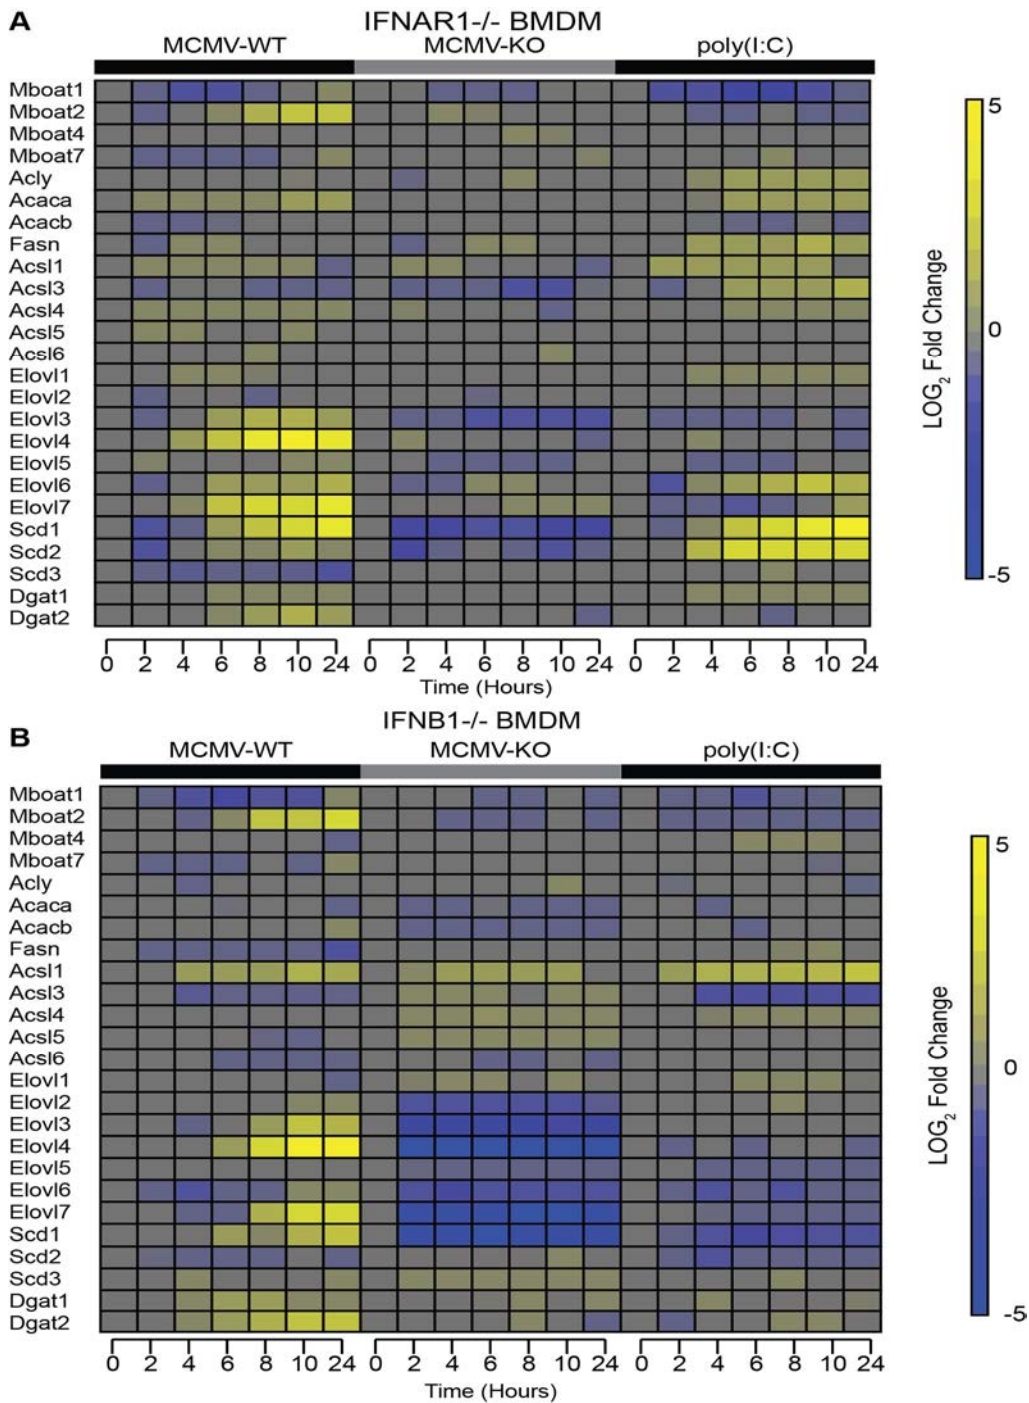 A
IFNAR1-/- BMDM
MCMV-WT MCMV-KO poly(I:C)
Mboat1
Mboat2
Mboat4
Mboat7
Acly
Acaca
Acacb
Fasn
Acsl1
Acsl3
Acsl4
Acsl5
Acsl6
Elovl1
Elovl2
Elovl3
Elovl4
Elovl5
Elovl6
Elovl7
Scd1
Scd2
Scd3
Dgat1
Dgat2
0 2 4 6 8 10 24 0 2 4 6 8 10 24 0 2 4 6 8 10 24
Time (Hours)
5
0
-5
LOG2 Fold Change
B
IFNB1-/- BMDM
MCMV-WT MCMV-KO poly(I:C)
Mboat1
Mboat2
Mboat4
Mboat7
Acly
Acaca
Acacb
Fasn
Acsl1
Acsl3
Acsl4
Acsl5
Acsl6
Elovl1
Elovl2
Elovl3
Elovl4
Elovl5
Elovl6
Elovl7
Scd1
Scd2
Scd3
Dgat1
Dgat2
0 2 4 6 8 10 24 0 2 4 6 8 10 24 0 2 4 6 8 10 24
Time (Hours)
5
0
-5
LOG2 Fold Change